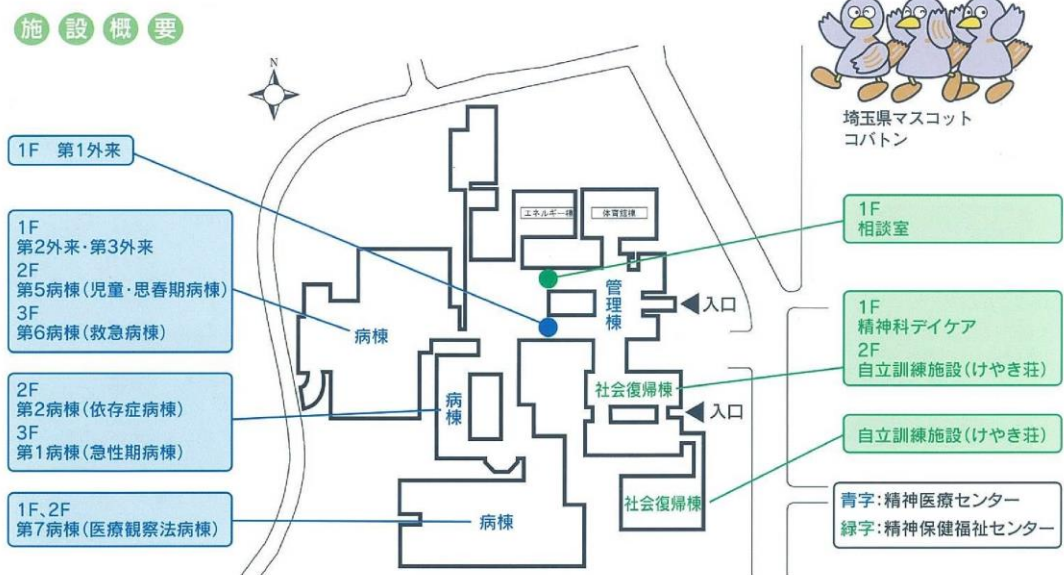 施設概要
N
埼玉県マスコット
コバトン
1F 第1外来
1F
第2外来・第3外来
2F
第5病棟(児童・思春期病棟)
3F
第6病棟(救急病棟)
2F
第2病棟(依存症病棟)
3F
第1病棟(急性期病棟)
1F、2F
第7病棟(医療観察法病棟)
エネルギー棟
体育館棟
管理棟
入口
病棟
病棟
社会復帰棟
入口
社会復帰棟
病棟
1F
相談室
1F
精神科デイケア
2F
自立訓練施設(けやき荘)
自立訓練施設(けやき荘)
青字:精神医療センター
緑字:精神保健福祉センター